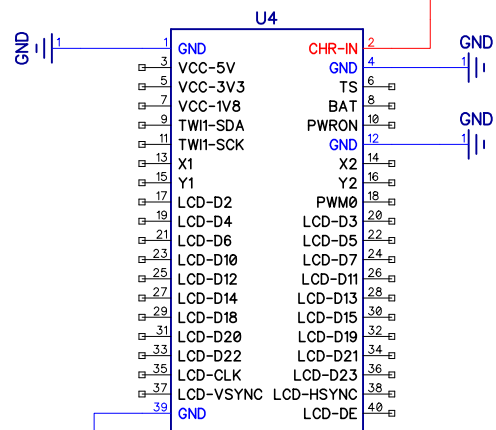 U4
GND 1 1 GND CHR-IN 2 GND
3 VCC-5V GND 4 1
5 VCC-3V3 TS 6
7 VCC-1V8 BAT 8
9 TWI1-SDA PWRON 10 GND
11 TWI1-SCK GND 12 1
13 X1 X2 14
15 Y1 Y2 16
17 LCD-D2 PWM0 18
19 LCD-D4 LCD-D3 20
21 LCD-D6 LCD-D5 22
23 LCD-D10 LCD-D7 24
25 LCD-D12 LCD-D11 26
27 LCD-D14 LCD-D13 28
29 LCD-D18 LCD-D15 30
31 LCD-D20 LCD-D19 32
33 LCD-D22 LCD-D21 34
35 LCD-CLK LCD-D23 36
37 LCD-VSYNC LCD-HSYNC 38
39 GND LCD-DE 40